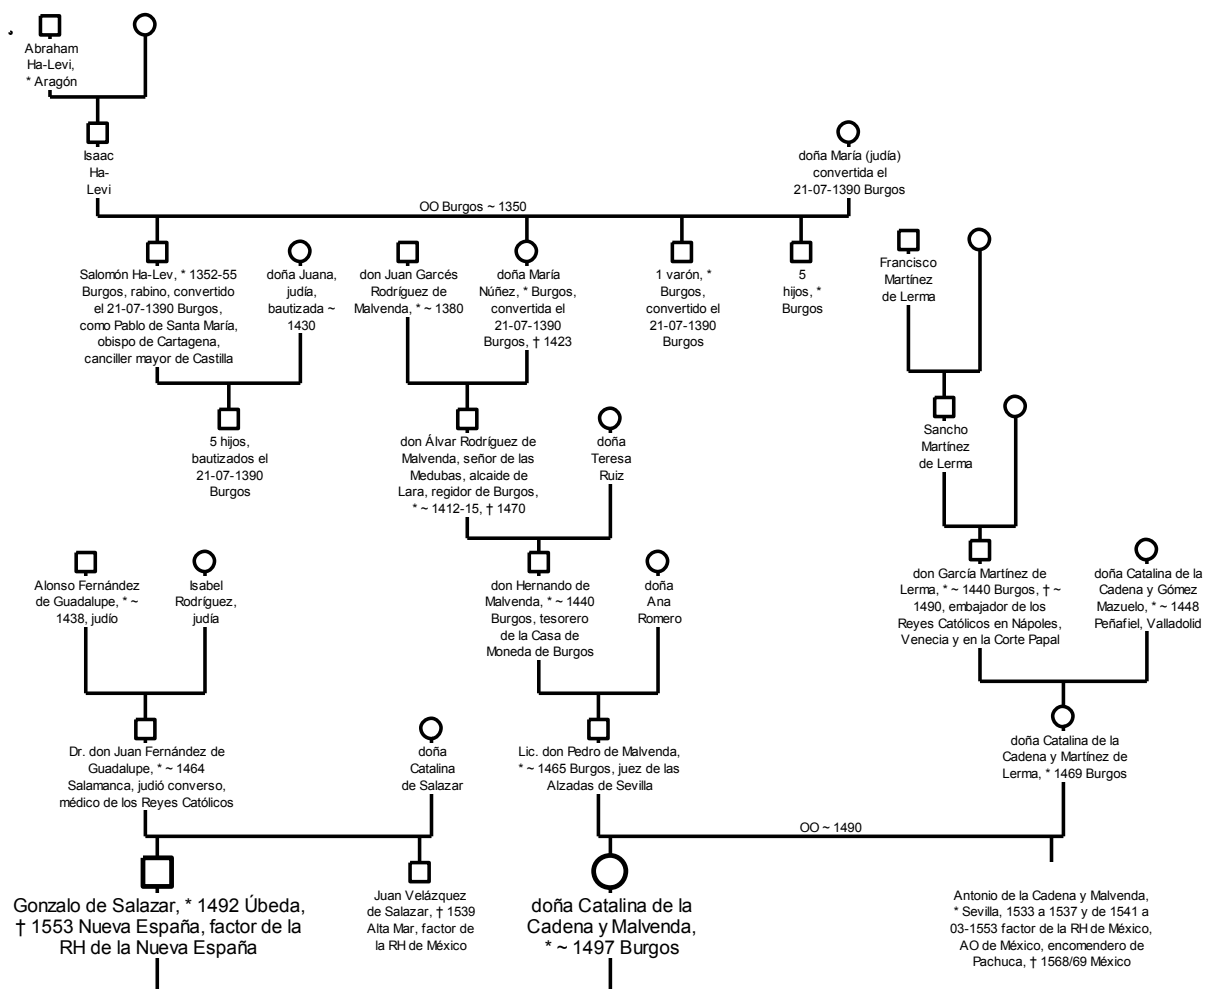 Abraham
Ha-Levi,
* Aragón
Isaac
Ha-
Levi
doña María (judía)
convertida el
21-07-1390 Burgos
OO Burgos ~ 1350
Salomón Ha-Lev, * 1352-55
Burgos, rabino, convertido
el 21-07-1390 Burgos,
como Pablo de Santa María,
obispo de Cartagena,
canciller mayor de Castilla
doña Juana,
judía,
bautizada ~
1430
don Juan Garcés
Rodríguez de
Malvenda, * ~ 1380
doña María
Núñez, * Burgos,
convertida el
21-07-1390
Burgos, † 1423
1 varón, *
Burgos,
convertido el
21-07-1390
Burgos
5
hijos, *
Burgos
Francisco
Martínez
de Lerma
5 hijos,
bautizados el
21-07-1390
Burgos
don Álvar Rodríguez de
Malvenda, señor de las
Medubas, alcaide de
Lara, regidor de Burgos,
* ~ 1412-15, † 1470
doña
Teresa
Ruiz
Sancho
Martínez
de Lerma
Alonso Fernández
de Guadalupe, * ~
1438, judío
Isabel
Rodríguez,
judía
don Hernando de
Malvenda, * ~ 1440
Burgos, tesorero
de la Casa de
Moneda de Burgos
doña
Ana
Romero
don García Martínez de
Lerma, * ~ 1440 Burgos, † ~
1490, embajador de los
Reyes Católicos en Nápoles,
Venecia y en la Corte Papal
doña Catalina de la
Cadena y Gómez
Mazuelo, * ~ 1448
Peñafiel, Valladolid
Dr. don Juan Fernández de
Guadalupe, * ~ 1464
Salamanca, judió converso,
médico de los Reyes Católicos
doña
Catalina
de Salazar
Lic. don Pedro de Malvenda,
* ~ 1465 Burgos, juez de las
Alzadas de Sevilla
doña Catalina de la
Cadena y Martínez de
Lerma, * 1469 Burgos
OO ~ 1490
Gonzalo de Salazar, * 1492 Úbeda,
† 1553 Nueva España, factor de la
RH de la Nueva España
Juan Velázquez
de Salazar, † 1539
Alta Mar, factor de
la RH de México
doña Catalina de la
Cadena y Malvenda,
* ~ 1497 Burgos
Antonio de la Cadena y Malvenda,
* Sevilla, 1533 a 1537 y de 1541 a
03-1553 factor de la RH de México,
AO de México, encomendero de
Pachuca, † 1568/69 México